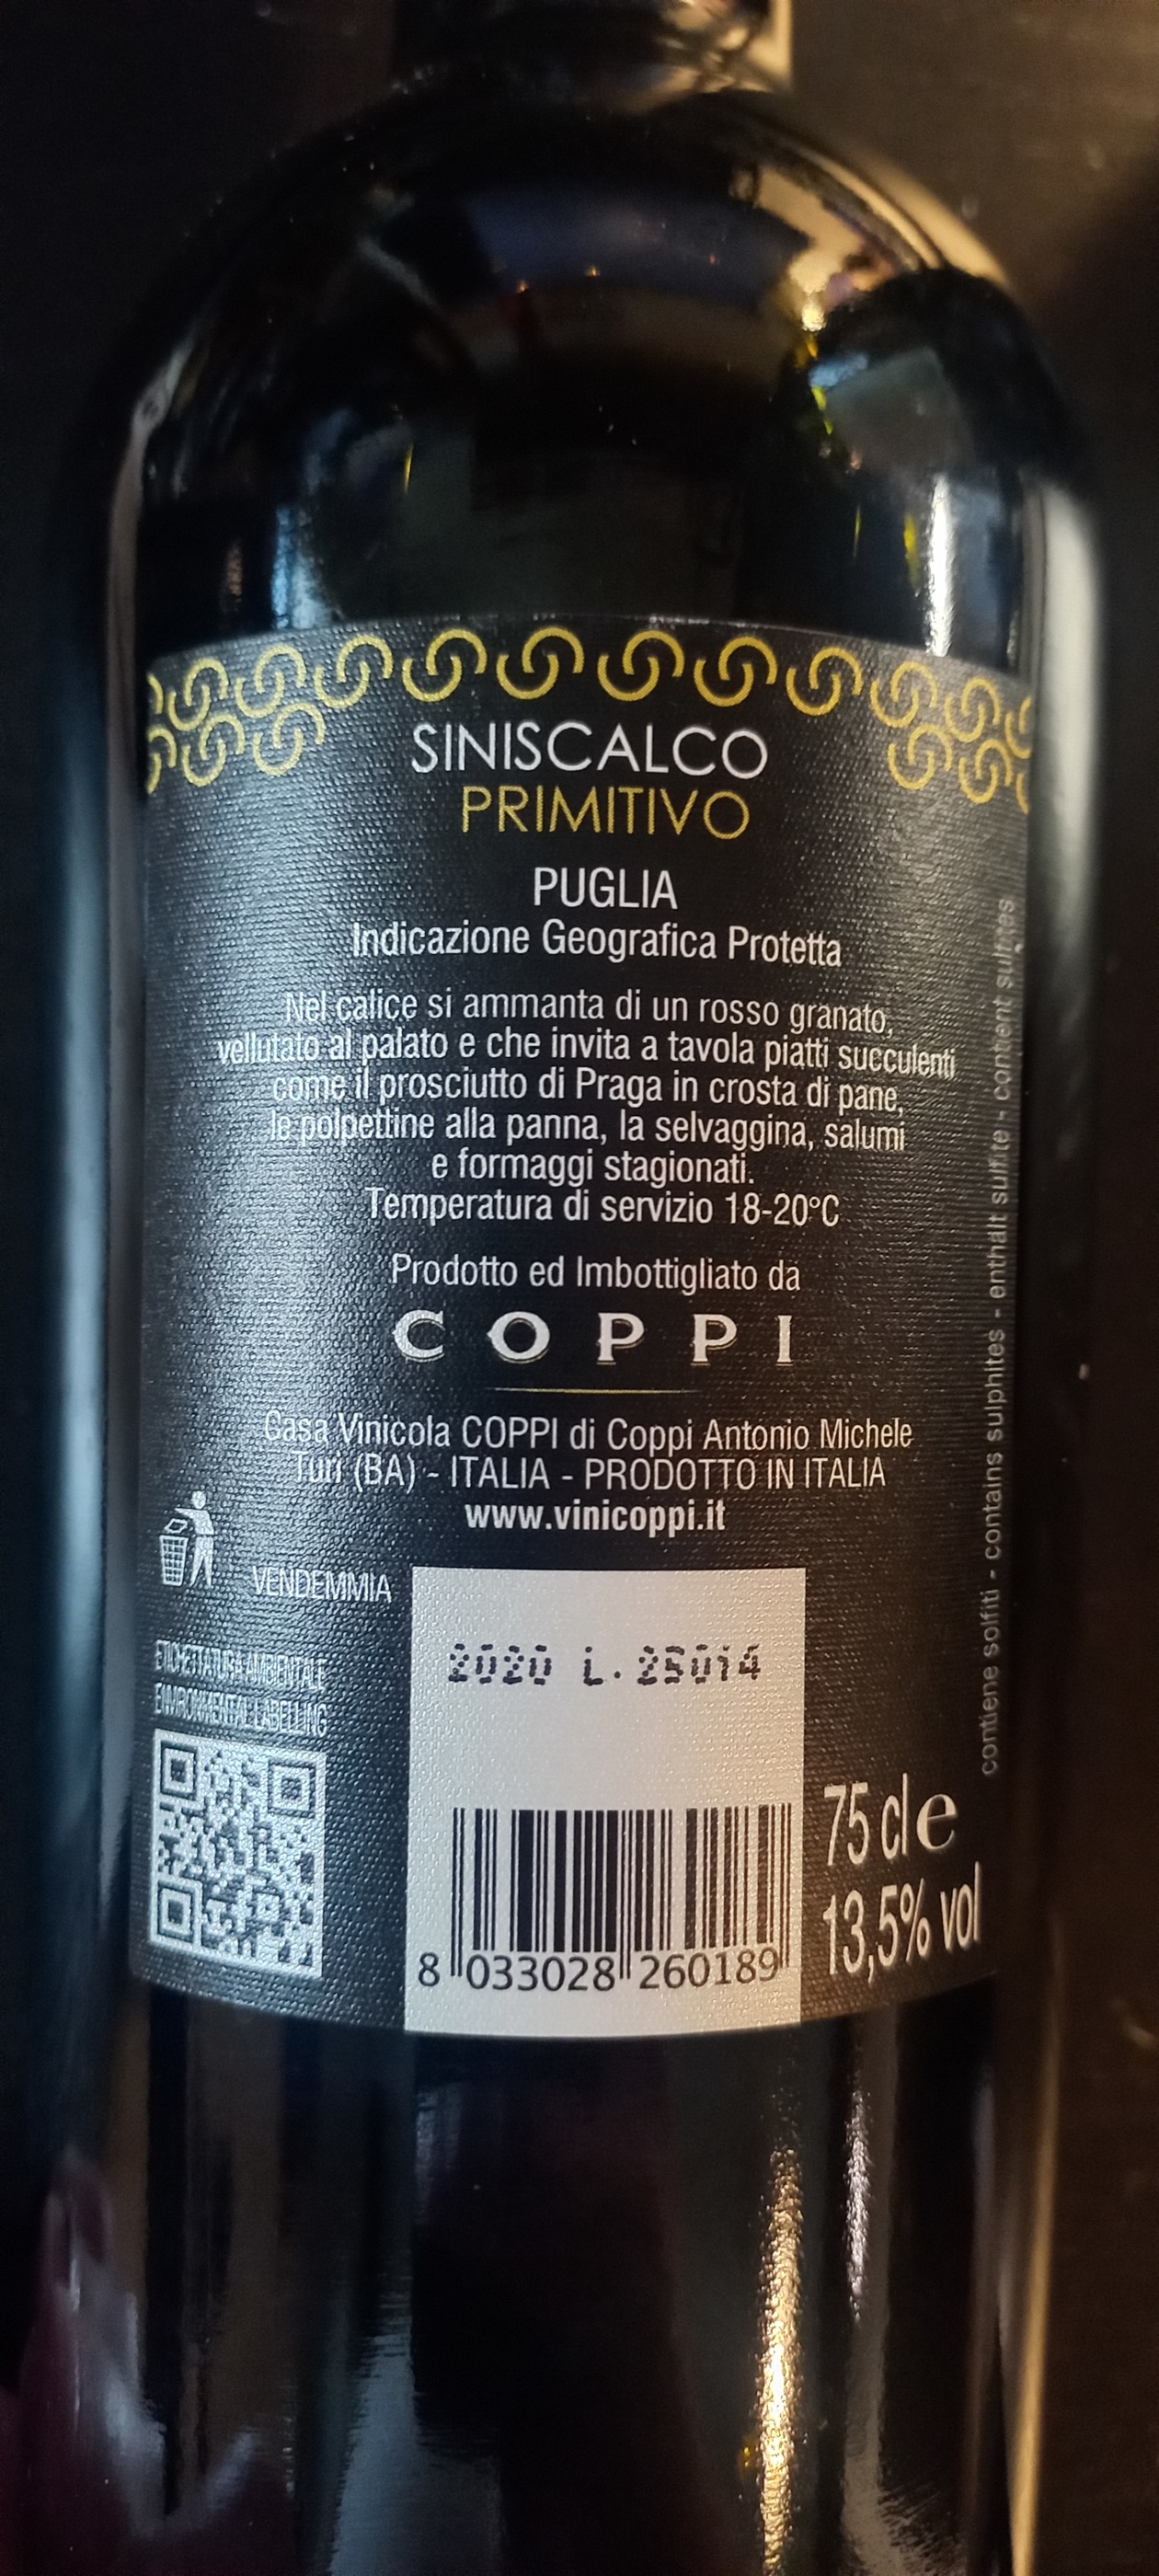 SINISCALCO
PRIMITIVO
PUGLIA
Indicazione Geografica Protetta
Nel calice si ammanta di un rosso granato,
vellutato al palato e che invita a tavola piatti succulenti
come il prosciutto di Praga in crosta di pane,
le polpettine alla panna, la selvaggina, salumi
e formaggi stagionati.
Temperatura di servizio 18-20°C
Prodotto ed Imbottigliato da
COPPI
Casa Vinicola COPPI di Coppi Antonio Michele
Turi (BA) - ITALIA - PRODOTTO IN ITALIA
www.vinicoppi.it
VENDEMMIA
2020 L.25014
ETICHETTATURA AMBIENTALE
ENVIRONMENTAL LABELLING
8 033028 260189
75 cl e
13,5% vol
contiene solfiti - contains sulphites - enthält sulfite - contient sulfites